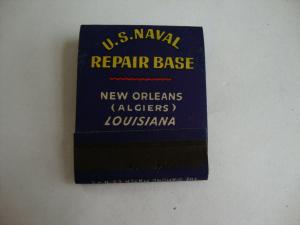 U.S. NAVAL
REPAIR BASE
NEW ORLEANS
(ALGIERS)
LOUISIANA